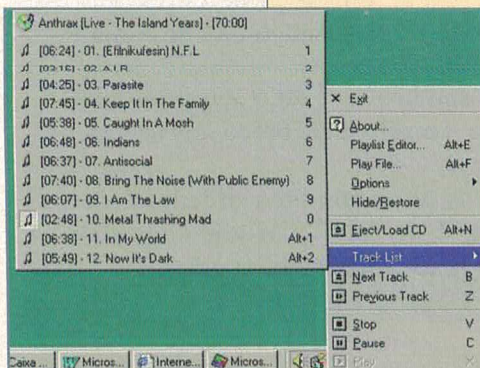 Anthrax [Live - The Island Years] - [70:00]
[06:24] - 01. (Efilnikufesin) N.F.L 1
[03:15] - 02. A.I.R. 2
[04:25] - 03. Parasite 3
[07:45] - 04. Keep It In The Family 4
[05:38] - 05. Caught In A Mosh 5
[06:48] - 06. Indians 6
[06:37] - 07. Antisocial 7
[07:40] - 08. Bring The Noise (With Public Enemy) 8
[06:07] - 09. I Am The Law 9
[02:48] - 10. Metal Thrashing Mad 0
[06:38] - 11. In My World Alt+1
[05:49] - 12. Now It's Dark Alt+2
Exit
About...
Playlist Editor... Alt+E
Play File... Alt+F
Options
Hide/Restore
Eject/Load CD Alt+N
Track List
Next Track B
Previous Track Z
Stop V
Pause C
Play X
Caixa ... Micros... Interne... Micros...